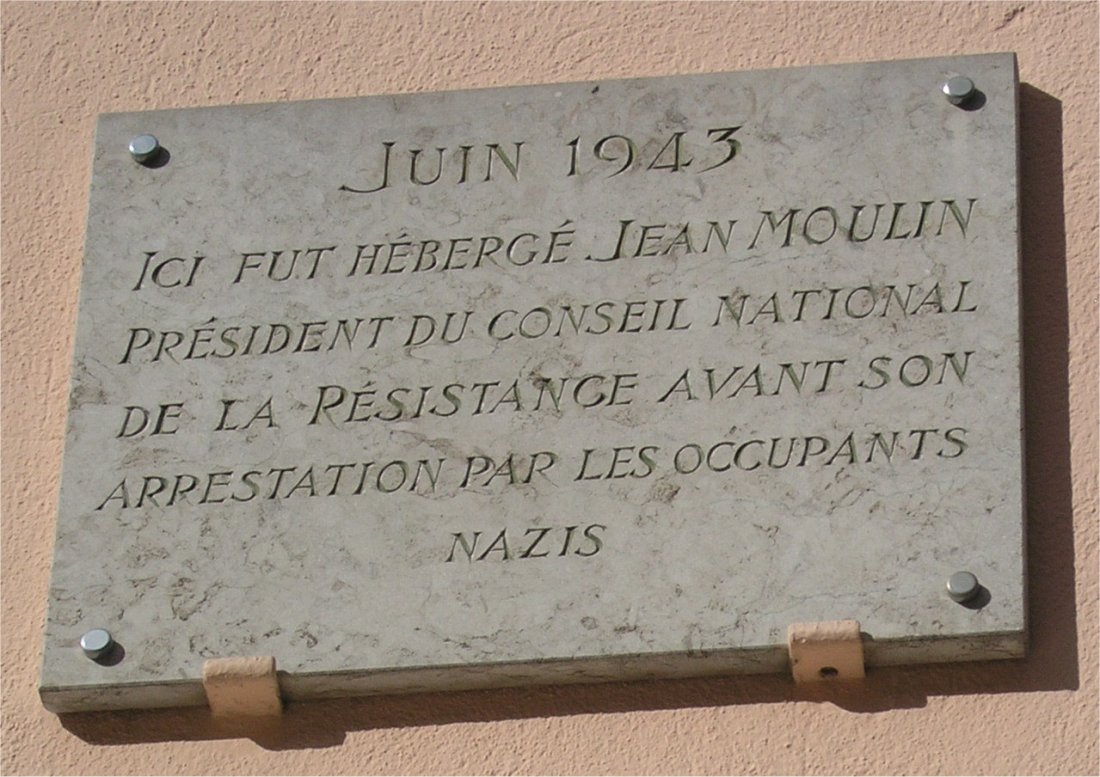 JUIN 1943
ICI FUT HÉBERGÉ JEAN MOULIN
PRÉSIDENT DU CONSEIL NATIONAL
DE LA RÉSISTANCE AVANT SON
ARRESTATION PAR LES OCCUPANTS
NAZIS